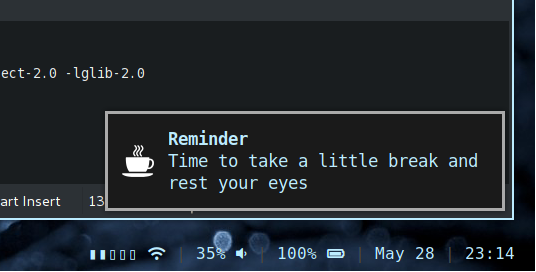 ect-2.0 -lglib-2.0
Reminder
Time to take a little break and
rest your eyes
art Insert 13
35% | 100% | May 28 | 23:14